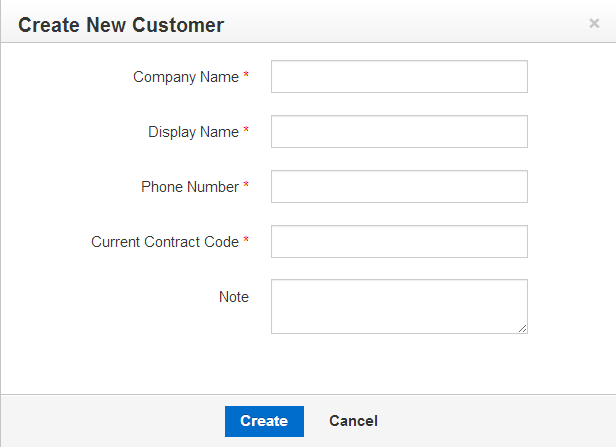 Create New Customer ×
Company Name *
Display Name *
Phone Number *
Current Contract Code *
Note
Create Cancel